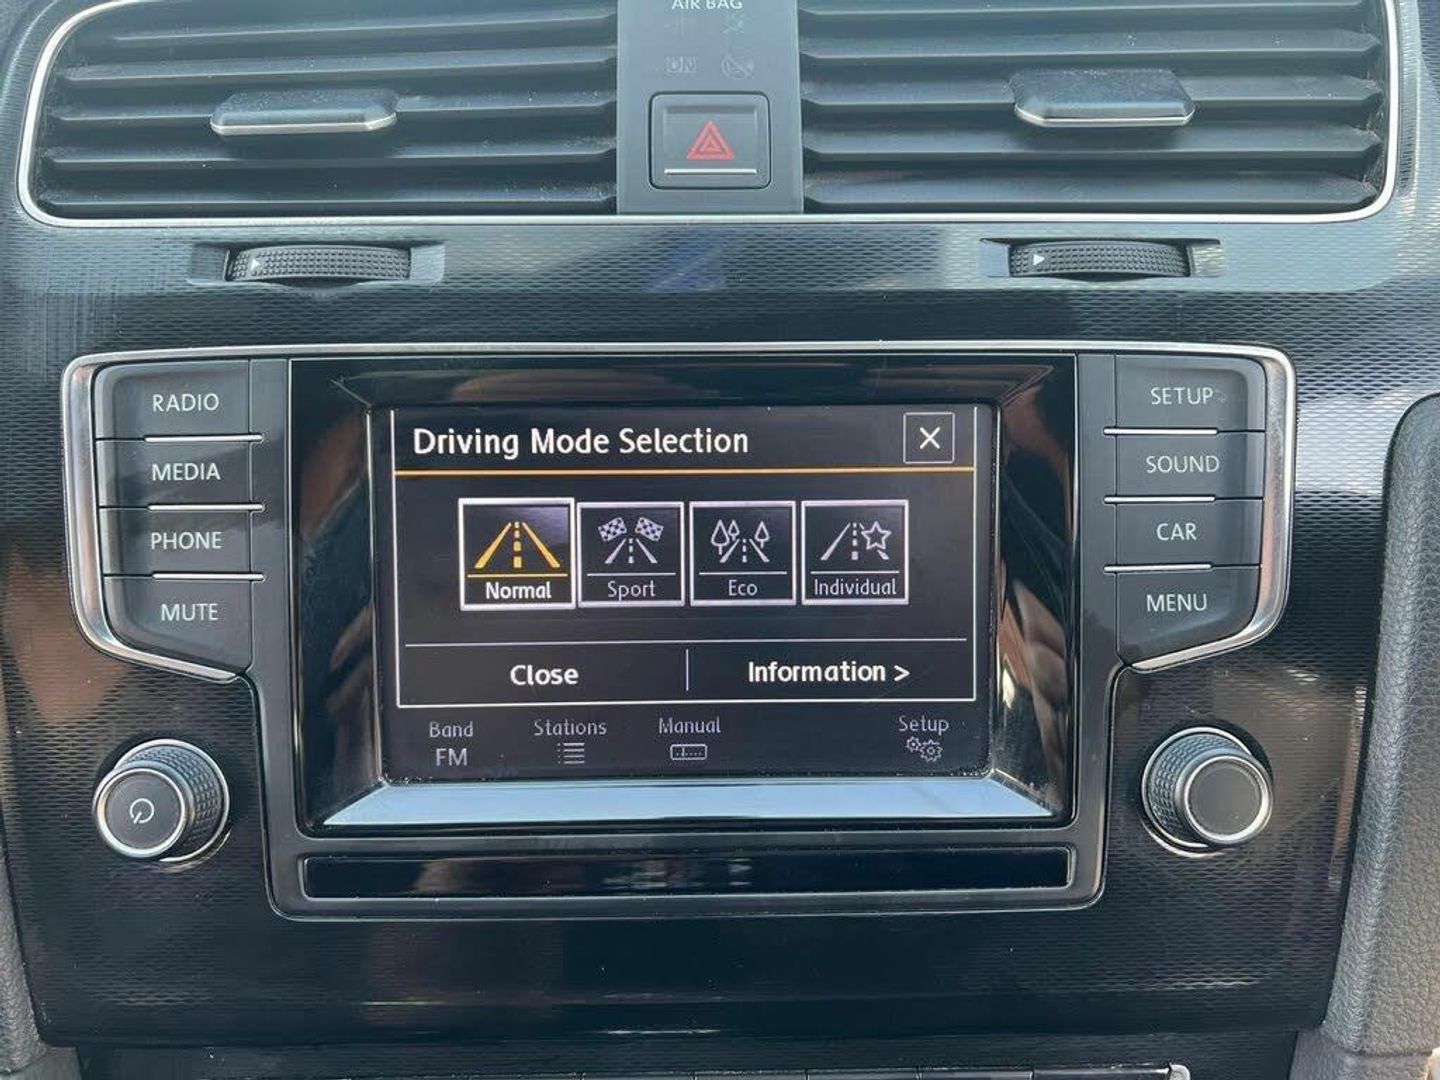 AIR BAG
ON
RADIO
MEDIA
PHONE
MUTE
Driving Mode Selection
Normal
Sport
Eco
Individual
Close
Information >
Band
FM
Stations
Manual
Setup
SETUP
SOUND
CAR
MENU